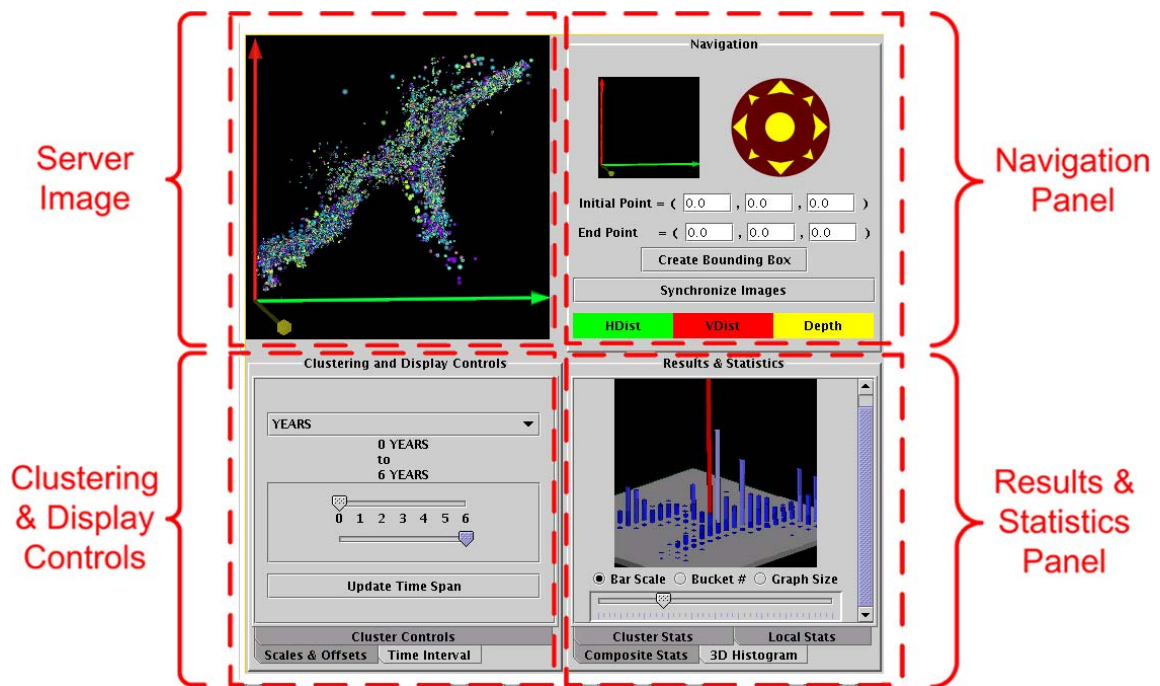 Server
Image
Navigation
Initial Point = ( 0.0 , 0.0 , 0.0 )
End Point = ( 0.0 , 0.0 , 0.0 )
Create Bounding Box
Synchronize Images
HDist VDist Depth
Navigation
Panel
Clustering
& Display
Controls
Clustering and Display Controls
YEARS
0 YEARS
to
6 YEARS
0 1 2 3 4 5 6
Update Time Span
Cluster Controls
Scales & Offsets Time Interval
Results & Statistics
Bar Scale Bucket # Graph Size
Cluster Stats Local Stats
Composite Stats 3D Histogram
Results &
Statistics
Panel